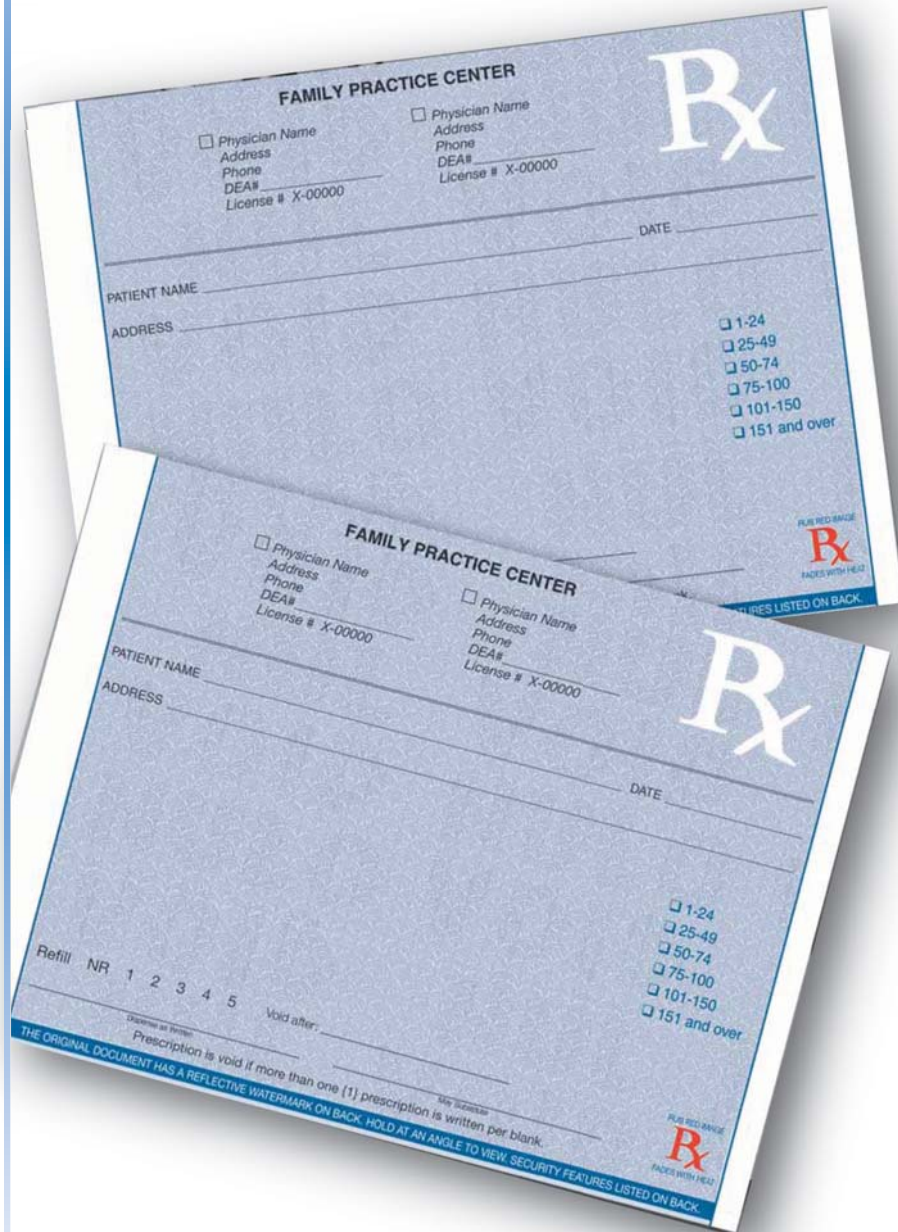 FAMILY PRACTICE CENTER
Rx
☐ Physician Name
Address
Phone
DEA#
License # X-00000
☐ Physician Name
Address
Phone
DEA#
License # X-00000
PATIENT NAME
DATE
ADDRESS
❏ 1-24
❏ 25-49
❏ 50-74
❏ 75-100
❏ 101-150
❏ 151 and over
RUB RED IMAGE
Rx
FADES WITH HEAT
FEATURES LISTED ON BACK.
FAMILY PRACTICE CENTER
Rx
☐ Physician Name
Address
Phone
DEA#
License # X-00000
☐ Physician Name
Address
Phone
DEA#
License # X-00000
PATIENT NAME
DATE
ADDRESS
❏ 1-24
❏ 25-49
❏ 50-74
❏ 75-100
❏ 101-150
❏ 151 and over
Refill NR 1 2 3 4 5 Void after:
Dispense as Written
May Substitute
Prescription is void if more than one (1) prescription is written per blank.
RUB RED IMAGE
Rx
FADES WITH HEAT
THE ORIGINAL DOCUMENT HAS A REFLECTIVE WATERMARK ON BACK. HOLD AT AN ANGLE TO VIEW. SECURITY FEATURES LISTED ON BACK.